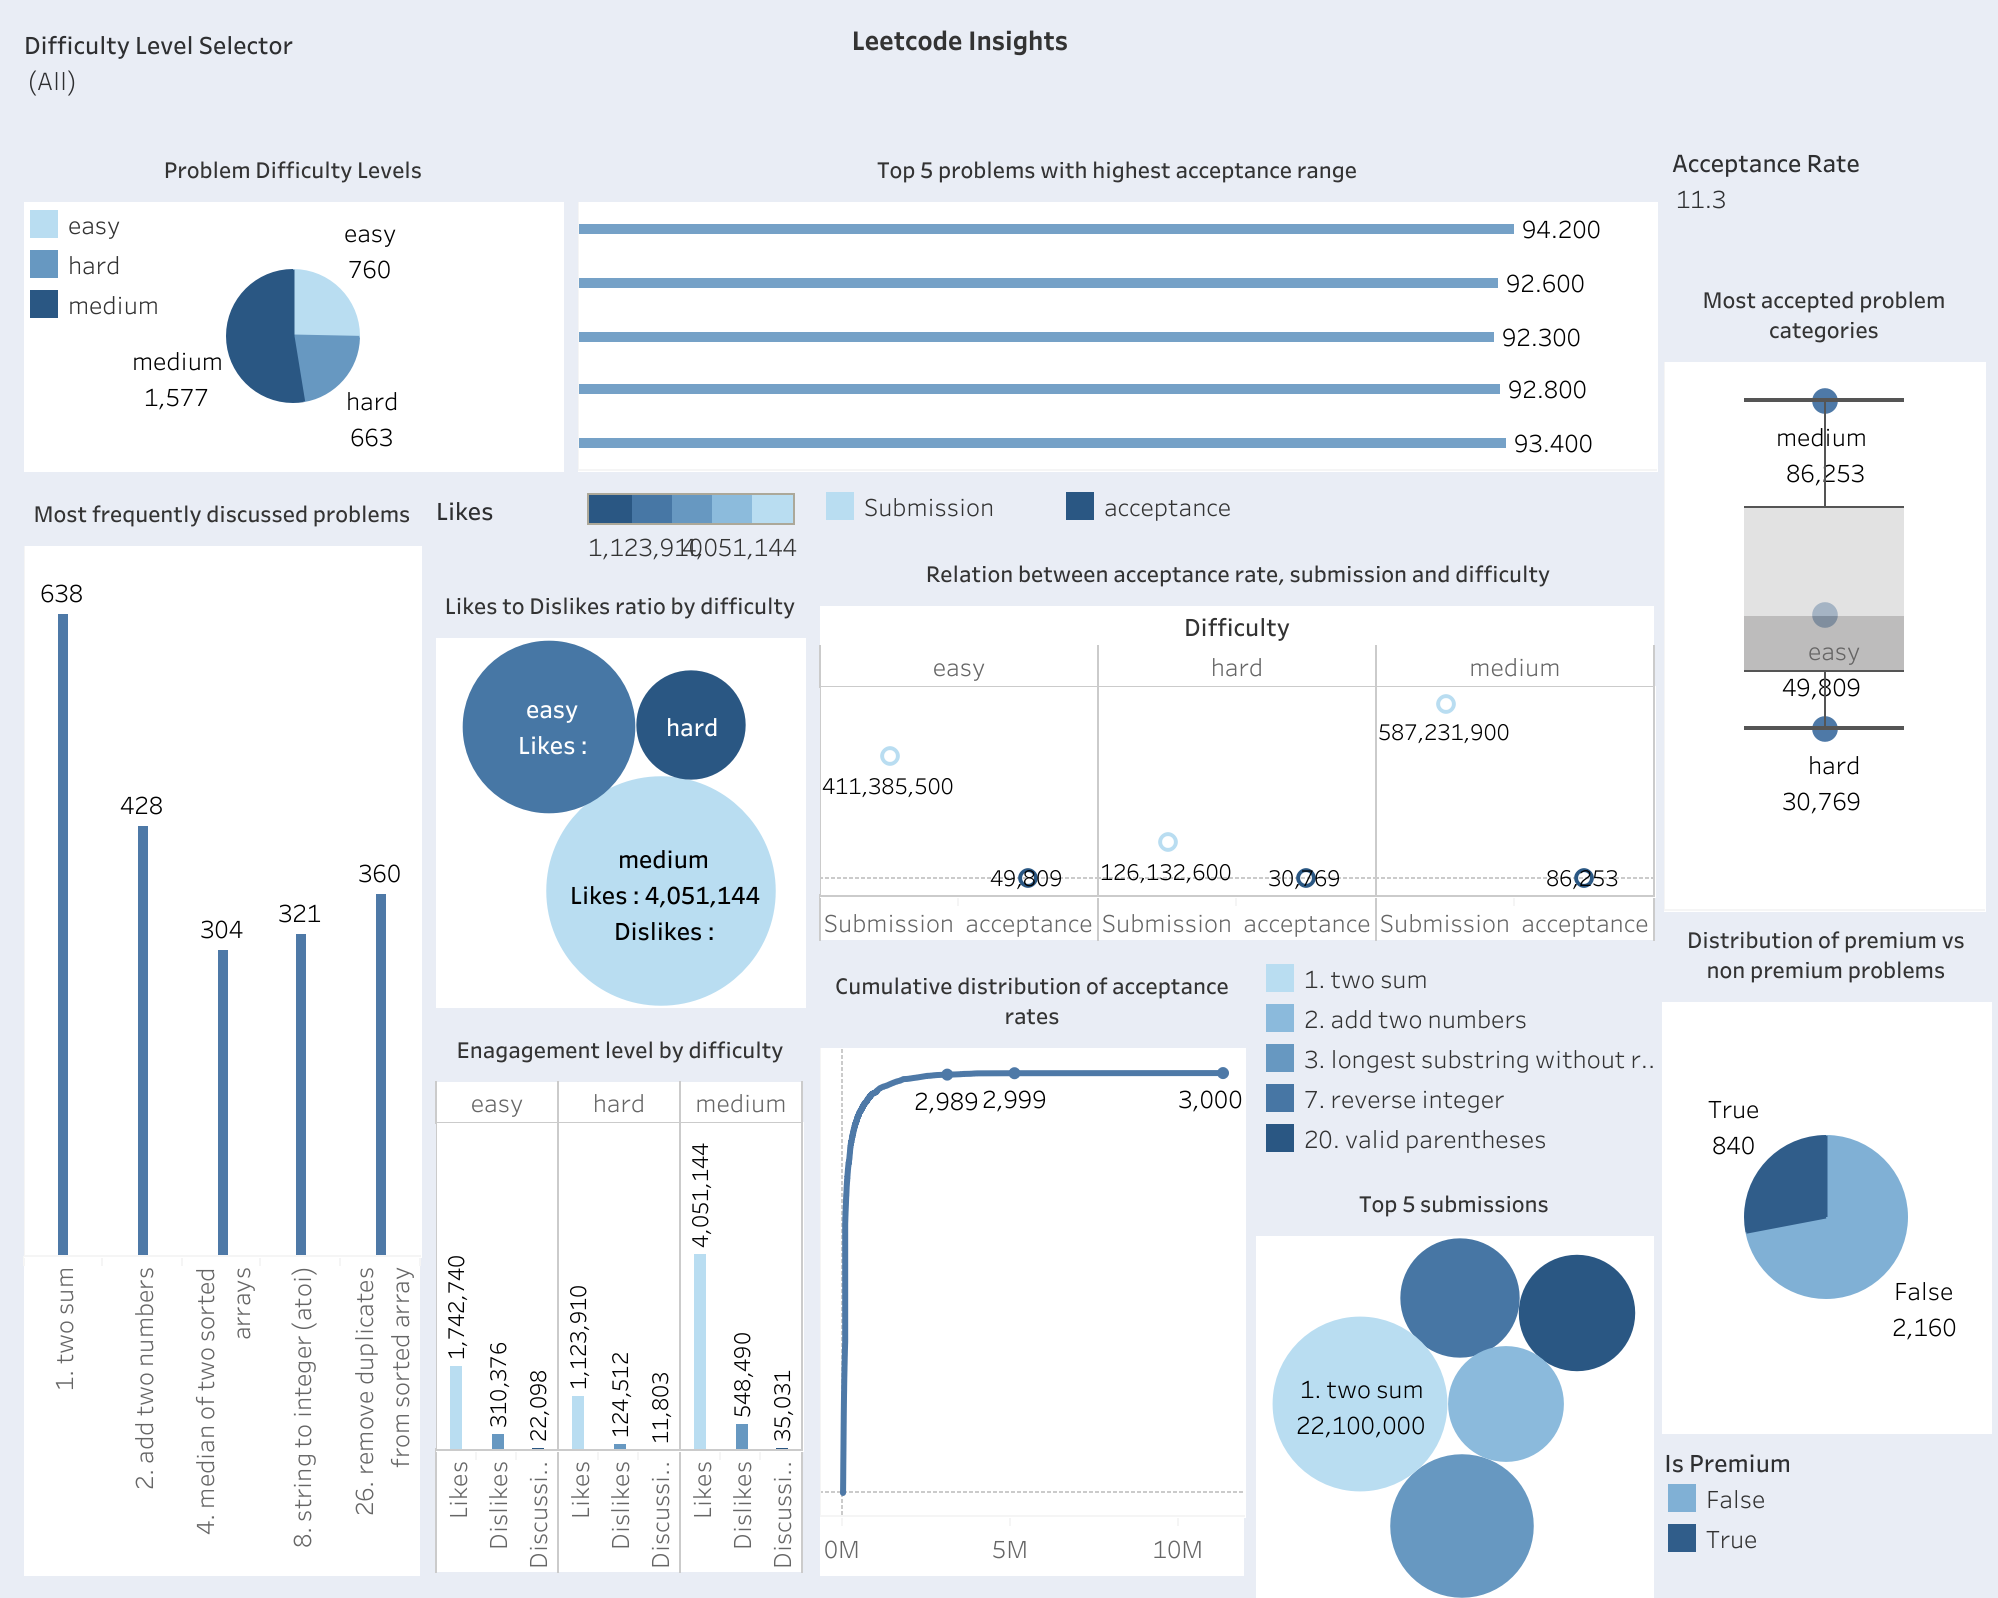 Leetcode Insights
Difficulty Level Selector
(All)
Problem Difficulty Levels
easy
hard
medium
easy
760
medium
1,577
hard
663
Top 5 problems with highest acceptance range
94.200
92.600
92.300
92.800
93.400
Acceptance Rate
11.3
Most accepted problem
categories
medium
86,253
easy
49,809
hard
30,769
Most frequently discussed problems
638
428
304
321
360
1. two sum
2. add two numbers
4. median of two sorted
arrays
8. string to integer (atoi)
26. remove duplicates
from sorted array
Likes
1,123,910
4,051,144
Submission
acceptance
Likes to Dislikes ratio by difficulty
easy
Likes :
hard
medium
Likes : 4,051,144
Dislikes :
Relation between acceptance rate, submission and difficulty
Difficulty
easy
hard
medium
411,385,500
49,809
126,132,600
30,769
587,231,900
86,253
Submission
acceptance
Submission
acceptance
Submission
acceptance
Enagagement level by difficulty
easy
hard
medium
1,742,740
310,376
22,098
1,123,910
124,512
11,803
4,051,144
548,490
35,031
Likes
Dislikes
Discussi..
Likes
Dislikes
Discussi..
Likes
Dislikes
Discussi..
Cumulative distribution of acceptance
rates
2,989
2,999
3,000
0M
5M
10M
1. two sum
2. add two numbers
3. longest substring without r..
7. reverse integer
20. valid parentheses
Top 5 submissions
1. two sum
22,100,000
Distribution of premium vs
non premium problems
True
840
False
2,160
Is Premium
False
True